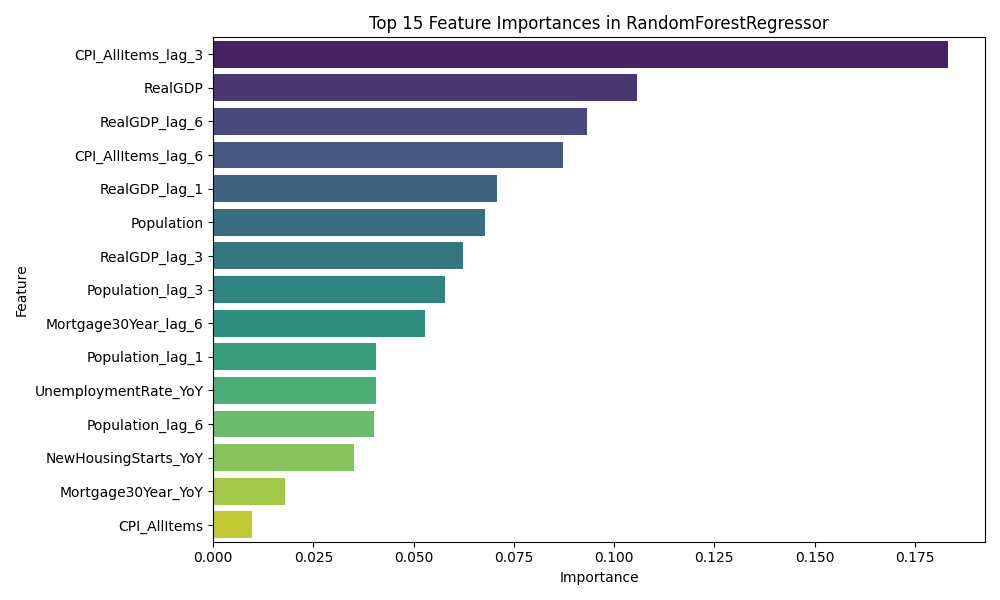 Top 15 Feature Importances in RandomForestRegressor
Feature
CPI_AllItems_lag_3
RealGDP
RealGDP_lag_6
CPI_AllItems_lag_6
RealGDP_lag_1
Population
RealGDP_lag_3
Population_lag_3
Mortgage30Year_lag_6
Population_lag_1
UnemploymentRate_YoY
Population_lag_6
NewHousingStarts_YoY
Mortgage30Year_YoY
CPI_AllItems
0.000 0.025 0.050 0.075 0.100 0.125 0.150 0.175
Importance